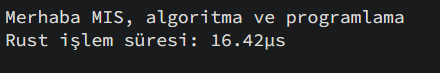 Merhaba MIS, algoritma ve programlama
Rust işlem süresi: 16.42µs